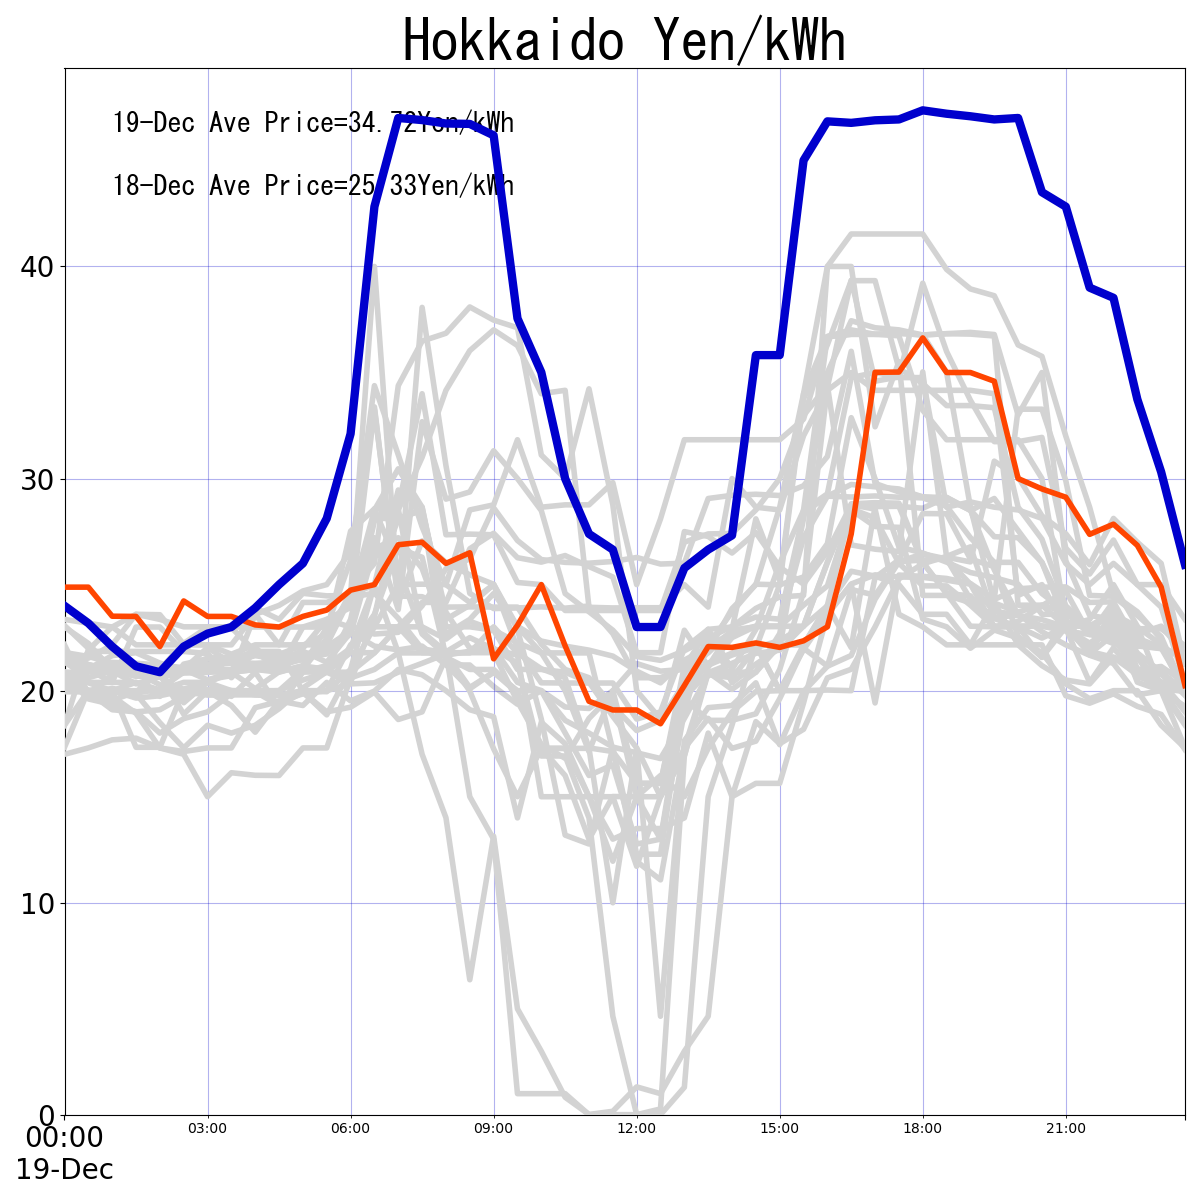 Hokkaido Yen/kWh
19-Dec Ave Price=34.72Yen/kWh
18-Dec Ave Price=25.33Yen/kWh
40
30
20
10
0
00:00 03:00 06:00 09:00 12:00 15:00 18:00 21:00
19-Dec